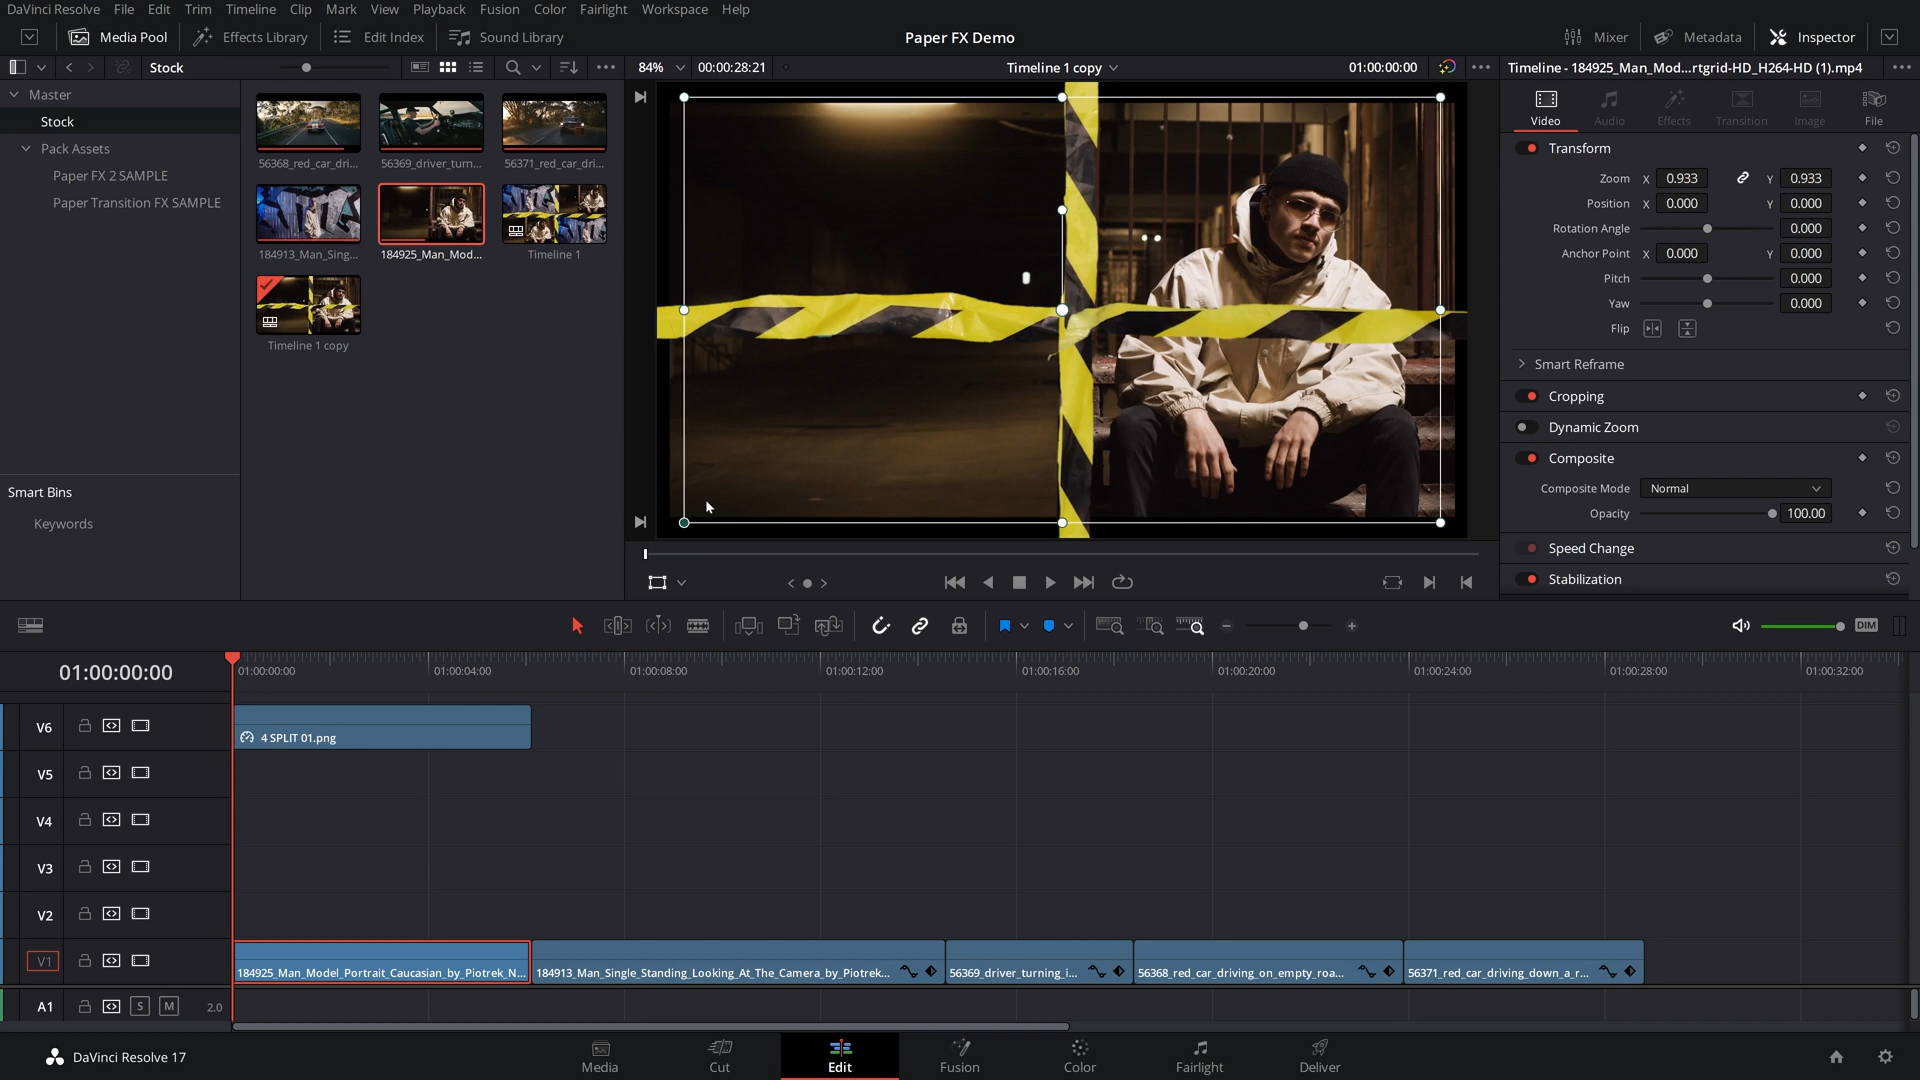 DaVinci Resolve File Edit Trim Timeline Clip Mark View Playback Fusion Color Fairlight Workspace Help
Media Pool Effects Library Edit Index Sound Library Paper FX Demo Mixer Metadata Inspector
Stock 84% 00:00:28:21 Timeline 1 copy 01:00:00:00 Timeline - 184925_Man_Mod...rtgrid-HD_H264-HD (1).mp4
Master
Stock
Pack Assets
Paper FX 2 SAMPLE
Paper Transition FX SAMPLE
Smart Bins
Keywords
56368_red_car_dri... 56369_driver_turn... 56371_red_car_dri...
184913_Man_Sing... 184925_Man_Mod... Timeline 1
Timeline 1 copy
Video Audio Effects Transition Image File
Transform
Zoom X 0.933 Y 0.933
Position X 0.000 Y 0.000
Rotation Angle 0.000
Anchor Point X 0.000 Y 0.000
Pitch 0.000
Yaw 0.000
Flip
Smart Reframe
Cropping
Dynamic Zoom
Composite
Composite Mode Normal
Opacity 100.00
Speed Change
Stabilization
DIM
01:00:00:00 01:00:00:00 01:00:04:00 01:00:08:00 01:00:12:00 01:00:16:00 01:00:20:00 01:00:24:00 01:00:28:00 01:00:32:00
V6 4 SPLIT 01.png
V5
V4
V3
V2
V1 184925_Man_Model_Portrait_Caucasian_by_Piotrek_N... 184913_Man_Single_Standing_Looking_At_The_Camera_by_Piotrek... 56369_driver_turning_i... 56368_red_car_driving_on_empty_roa... 56371_red_car_driving_down_a_r...
A1 S M 2.0
DaVinci Resolve 17 Media Cut Edit Fusion Color Fairlight Deliver